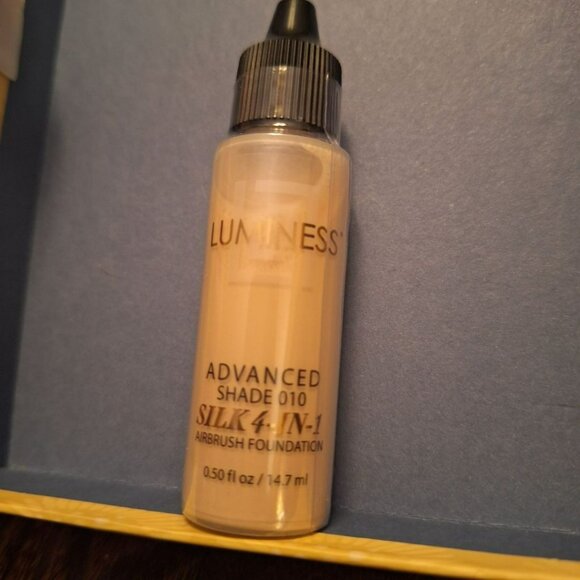 LUMINESS
ADVANCED
SHADE 010
SILK 4-IN-1
AIRBRUSH FOUNDATION
0.50 fl oz / 14.7 ml